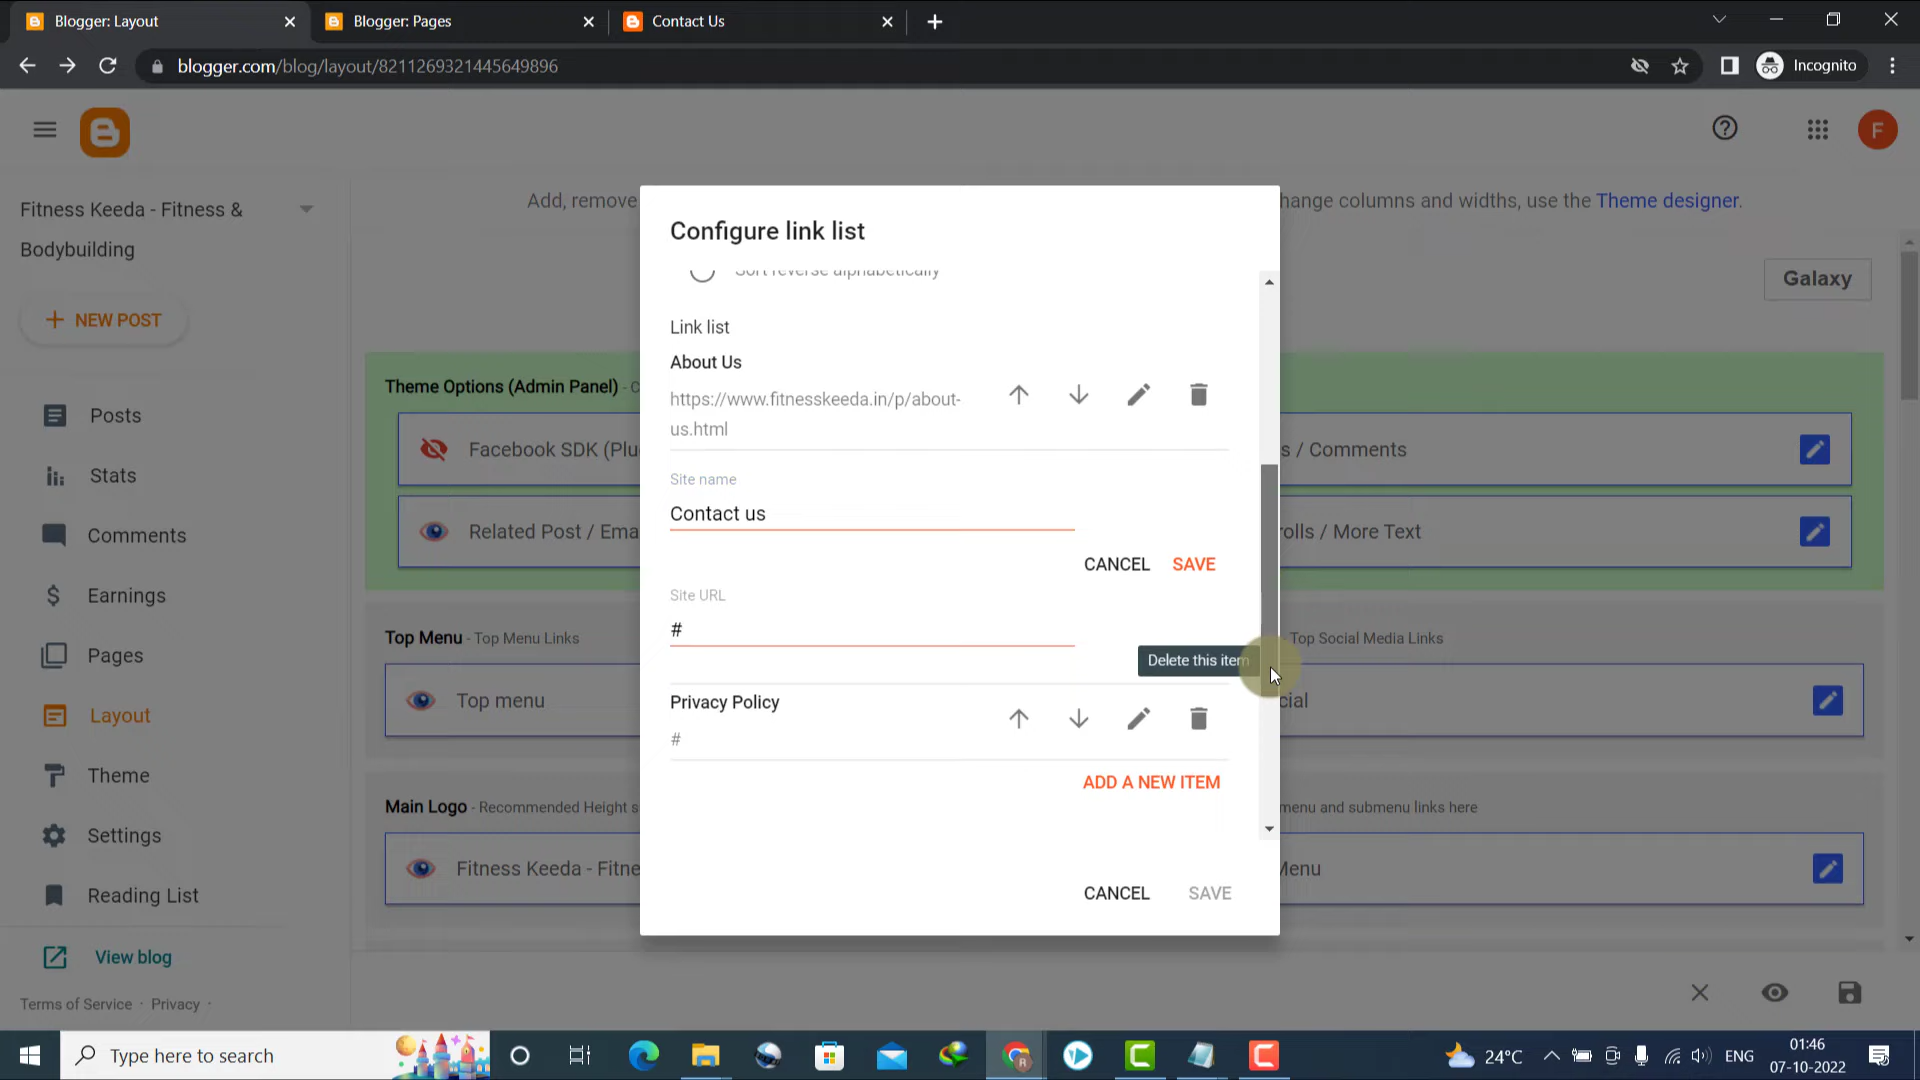 Blogger: Layout
Blogger: Pages
Contact Us
blogger.com/blog/layout/8211269321445649896
Incognito
F
Fitness Keeda - Fitness &
Bodybuilding
Add, remove
hange columns and widths, use the Theme designer.
Configure link list
Sort reverse alphabetically
Galaxy
NEW POST
Link list
About Us
https://www.fitnesskeeda.in/p/about-
us.html
Theme Options (Admin Panel) - C
Posts
Facebook SDK (Plu
s / Comments
Stats
Site name
Contact us
Comments
Related Post / Ema
rolls / More Text
CANCEL SAVE
Earnings
Site URL
#
Top Menu - Top Menu Links
Top Social Media Links
Pages
Delete this item
Top menu
cial
Privacy Policy
#
Layout
Theme
ADD A NEW ITEM
Main Logo - Recommended Height s
menu and submenu links here
Settings
Fitness Keeda - Fitne
Menu
Reading List
CANCEL SAVE
View blog
Terms of Service · Privacy ·
Type here to search
24°C
ENG
01:46
07-10-2022